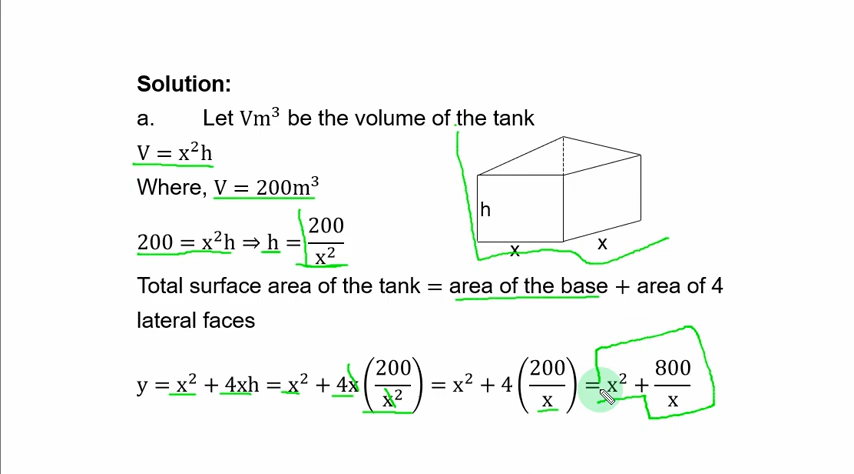 Solution:
a. Let Vm³ be the volume of the tank
V = x²h
Where, V = 200m³
200 = x²h ⇒ h = 200/x²
h
x x
Total surface area of the tank = area of the base + area of 4
lateral faces
y = x² + 4xh = x² + 4x(200/x²) = x² + 4(200/x) = x² + 800/x